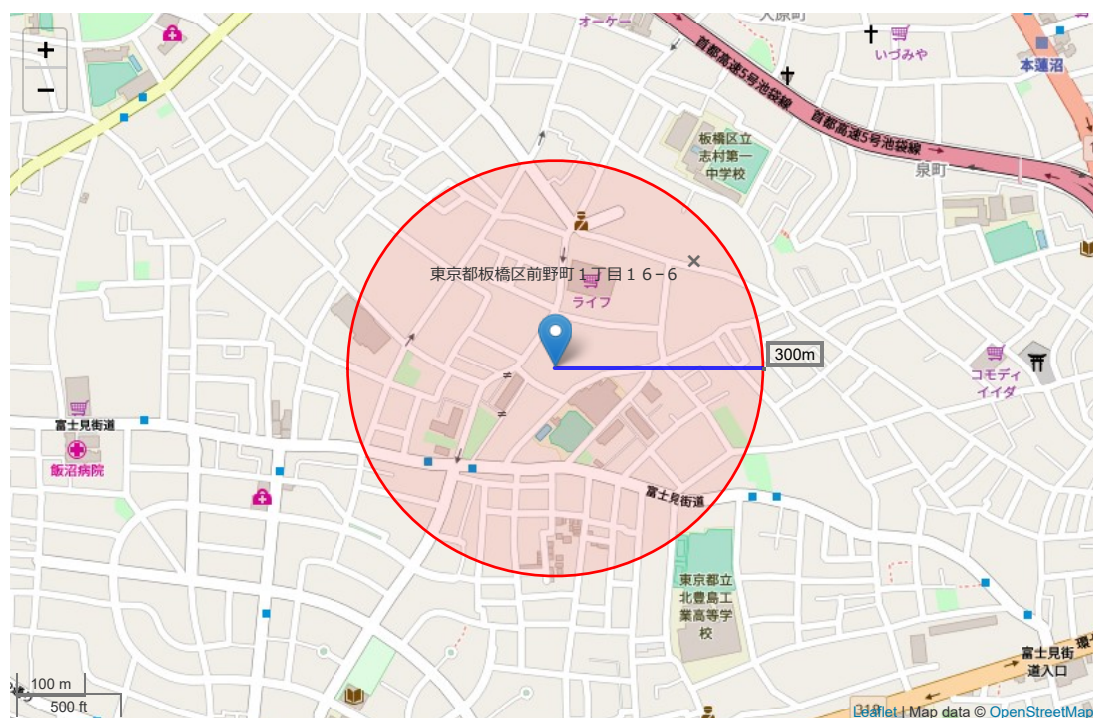 +
−
オーケー
大原町
いづみや
本蓮沼
首都高速5号池袋線
首都高速5号池袋線
泉町
板橋区立
志村第一
中学校
東京都板橋区前野町1丁目16-6
ライフ
300m
コモディ
イイダ
富士見街道
飯沼病院
富士見街道
東京都立
北豊島工
業高等学
校
富士見街
道入口
100 m
500 ft
Leaflet | Map data © OpenStreetMap